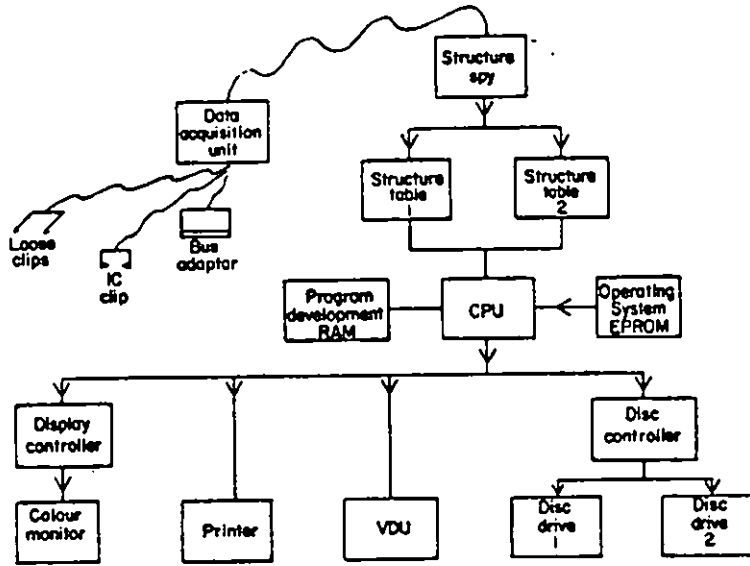 Structure
spy
Data
acquisition
unit
Structure
table
1
Structure
table
2
Loose
clips
IC
clip
Bus
adaptor
Program
development
RAM
CPU
Operating
System
EPROM
Display
controller
Disc
controller
Colour
monitor
Printer
VDU
Disc
drive
1
Disc
drive
2